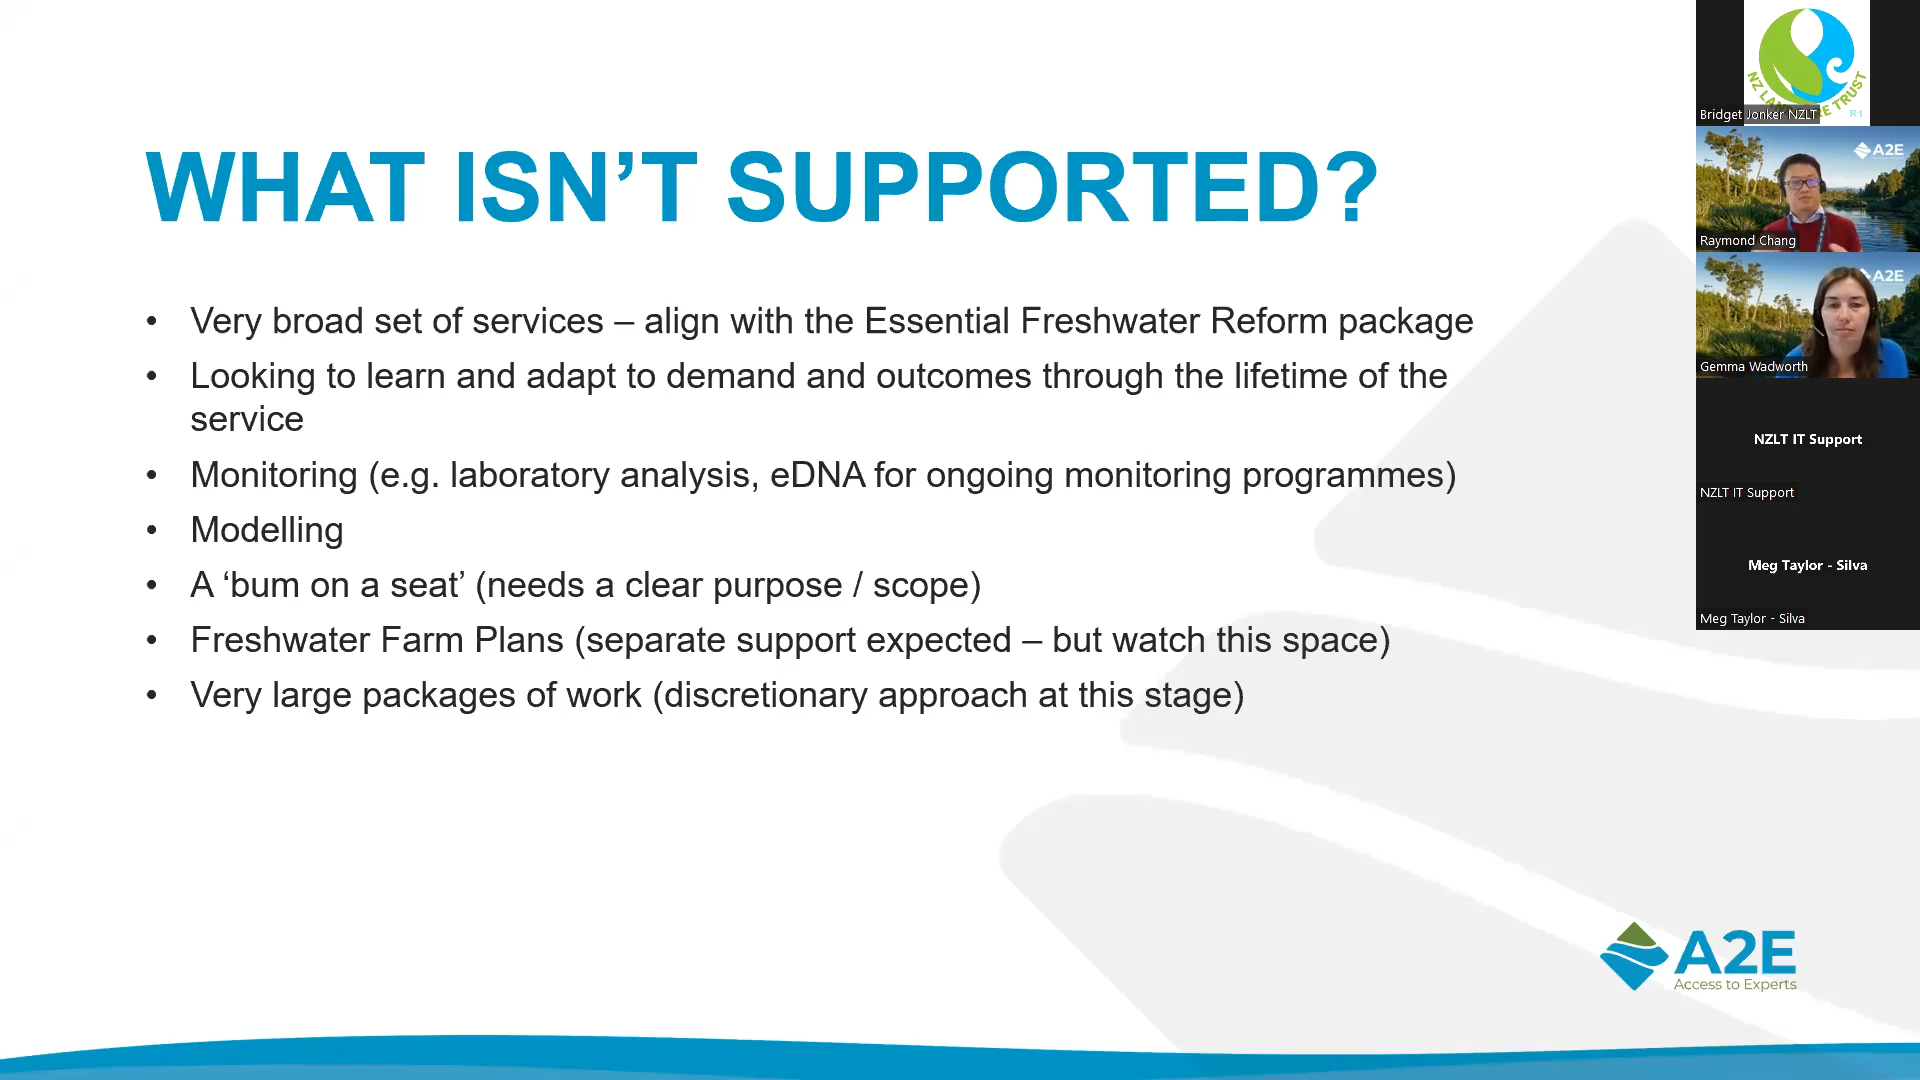 WHAT ISN’T SUPPORTED?
• Very broad set of services – align with the Essential Freshwater Reform package
• Looking to learn and adapt to demand and outcomes through the lifetime of the
service
• Monitoring (e.g. laboratory analysis, eDNA for ongoing monitoring programmes)
• Modelling
• A ‘bum on a seat’ (needs a clear purpose / scope)
• Freshwater Farm Plans (separate support expected – but watch this space)
• Very large packages of work (discretionary approach at this stage)
A2E
Access to Experts
Bridget Jonker NZLT
A2E
Raymond Chang
A2E
Gemma Wadworth
NZLT IT Support
NZLT IT Support
Meg Taylor - Silva
Meg Taylor - Silva